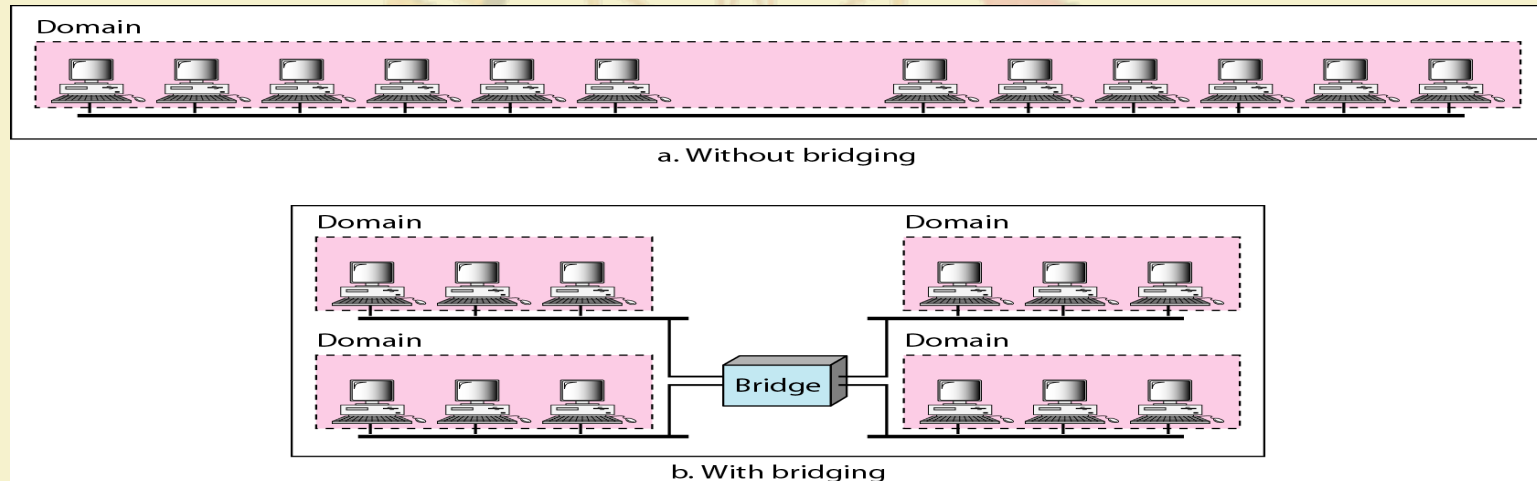 Domain
a. Without bridging
Domain
Domain
Domain
Domain
Bridge
b. With bridging